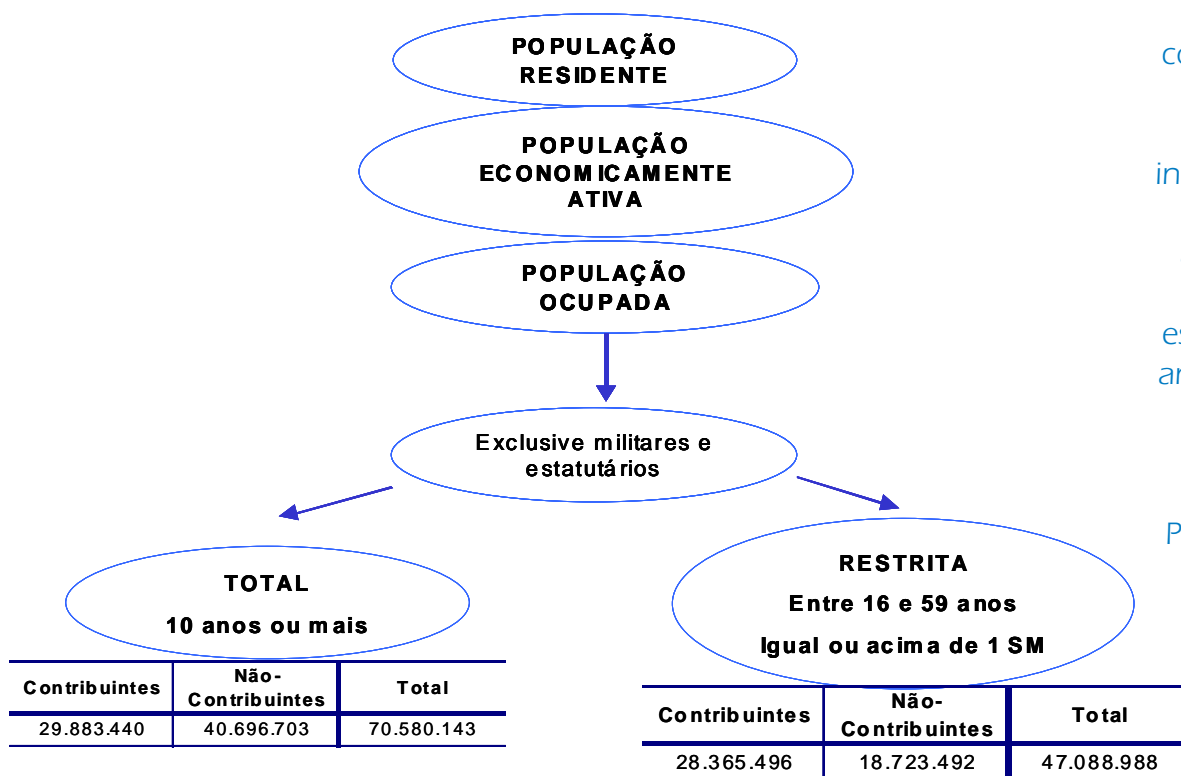 POPULAÇÃO
RESIDENTE
POPULAÇÃO
ECONOMICAMENTE
ATIVA
POPULAÇÃO
OCUPADA
Exclusive militares e
estatutários
TOTAL
10 anos ou mais
Contribuintes Não-Contribuintes Total
29.883.440 40.696.703 70.580.143
RESTRITA
Entre 16 e 59 anos
Igual ou acima de 1 SM
Contribuintes Não-Contribuintes Total
28.365.496 18.723.492 47.088.988